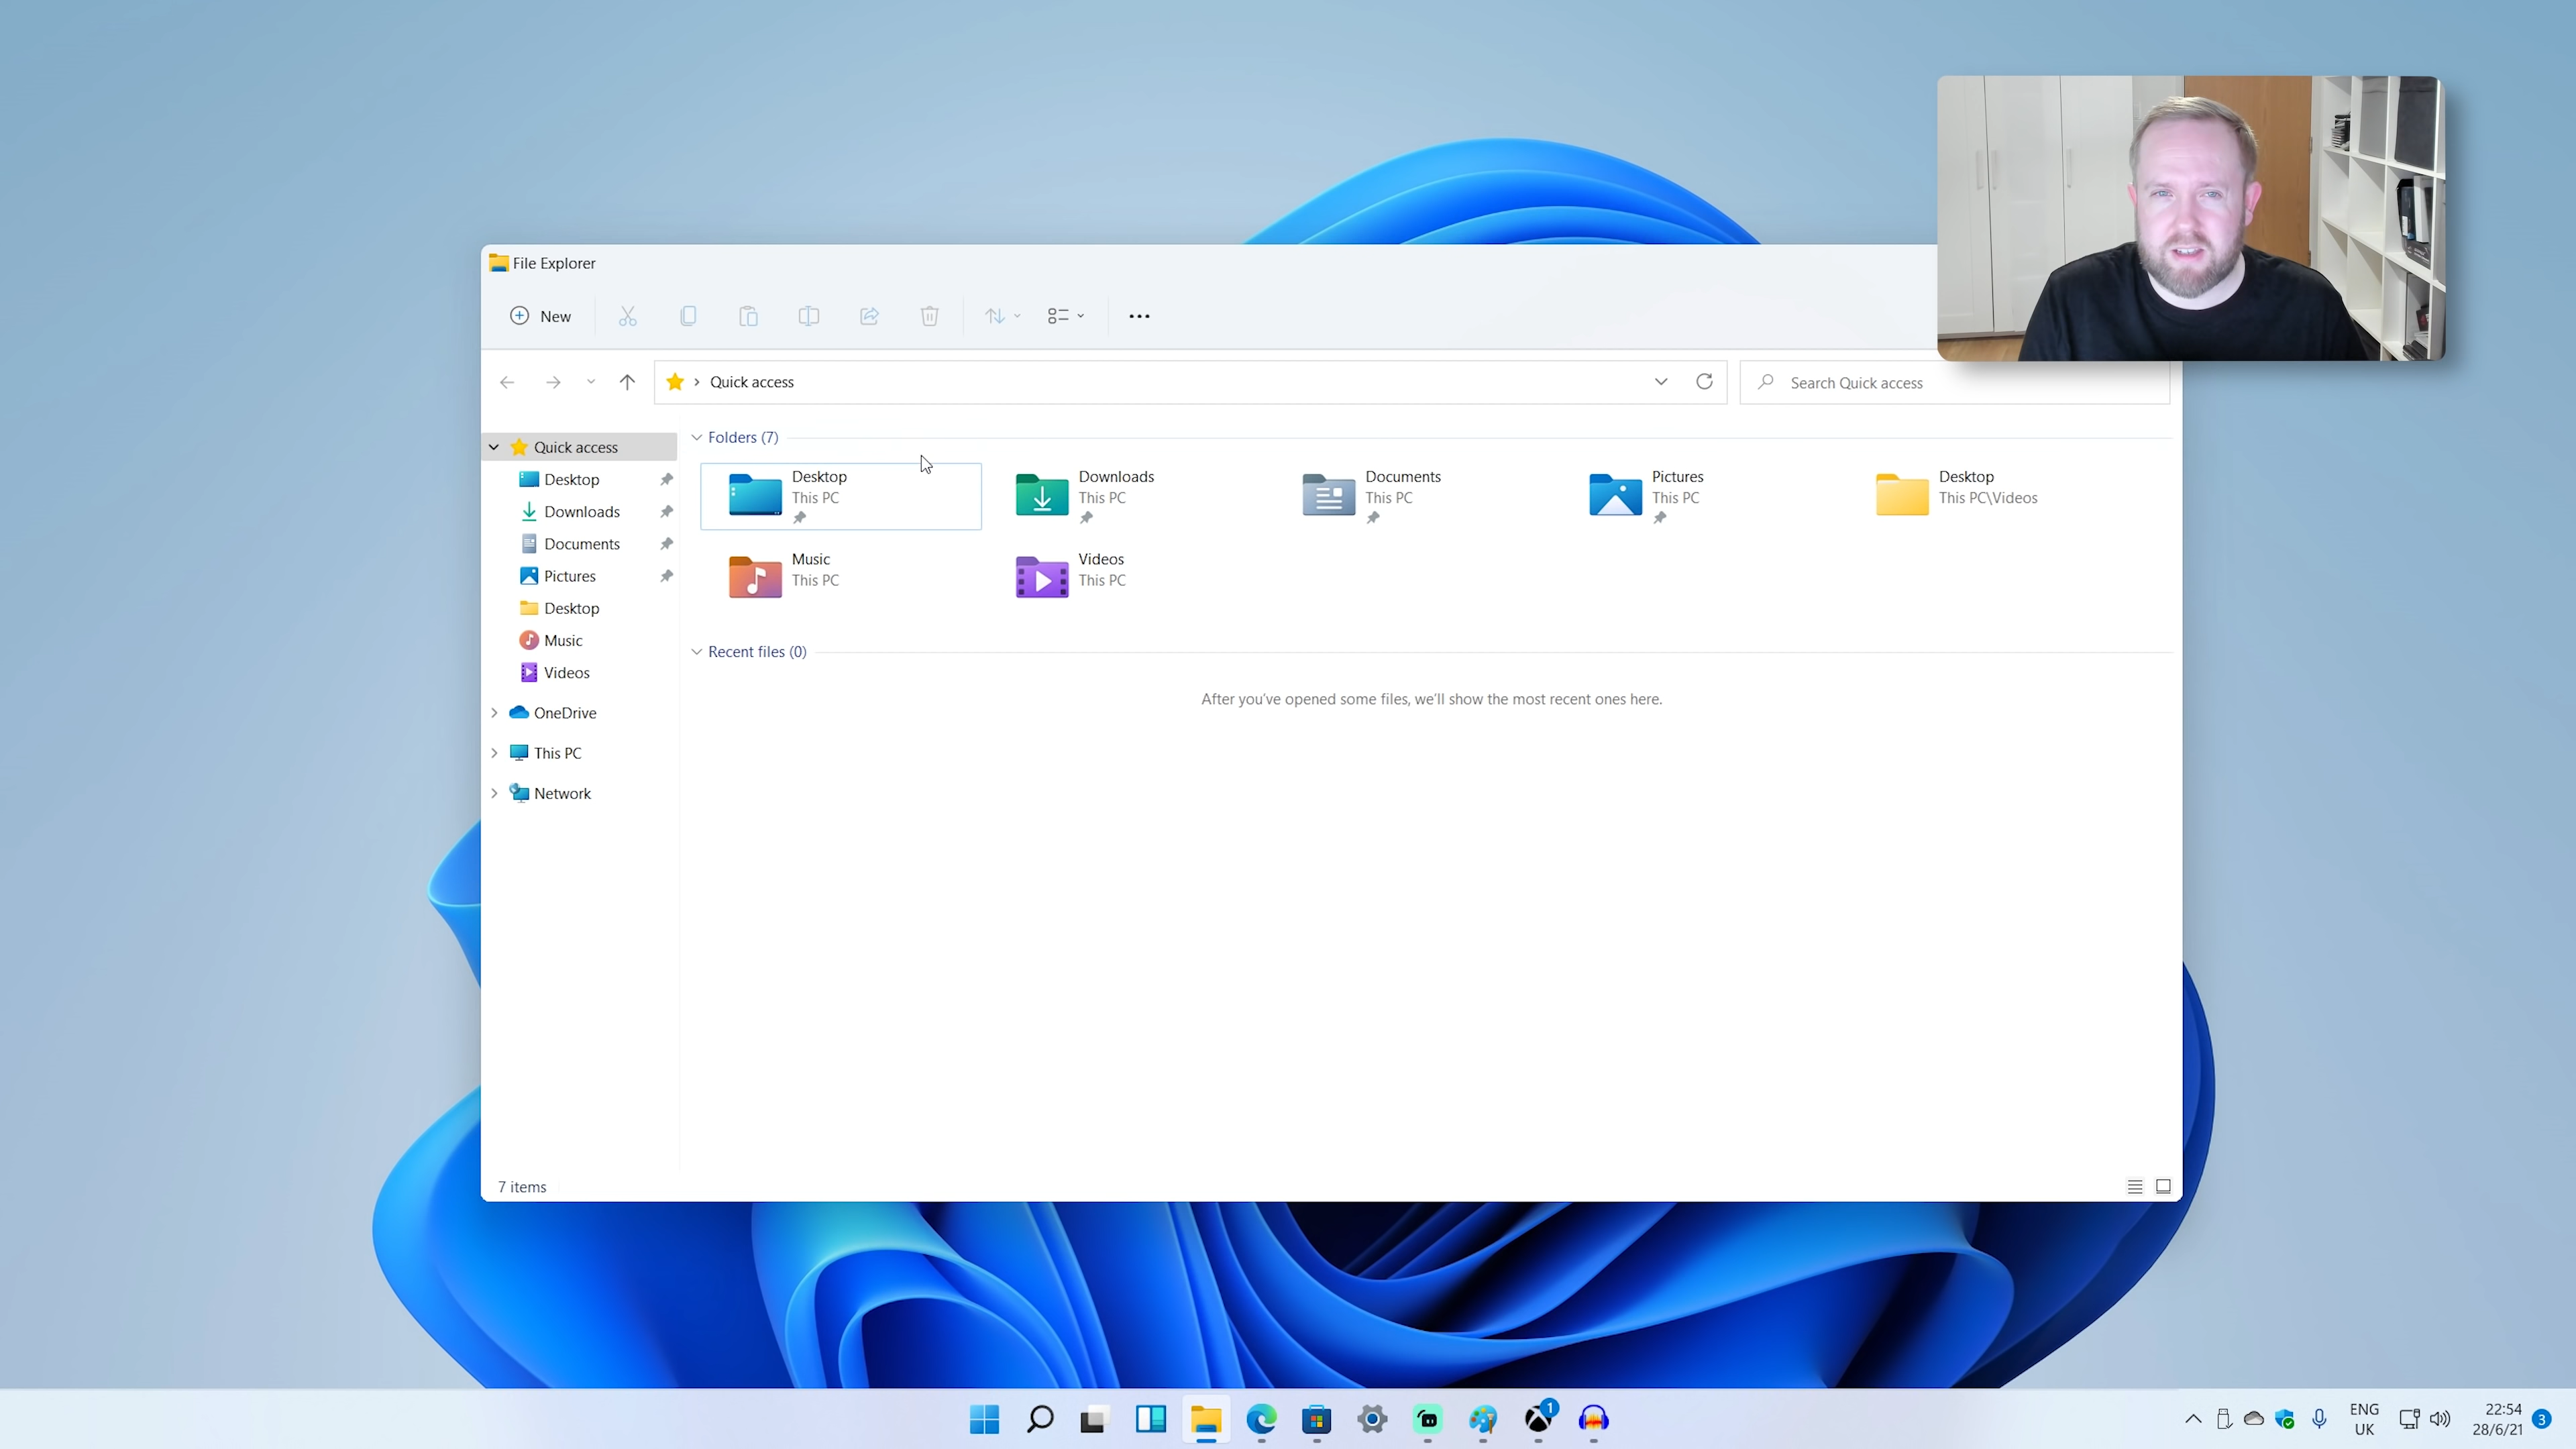 File Explorer
New
Quick access
Search Quick access
Quick access
Desktop
Downloads
Documents
Pictures
Desktop
Music
Videos
OneDrive
This PC
Network
Folders (7)
Desktop
This PC
Downloads
This PC
Documents
This PC
Pictures
This PC
Desktop
This PC\Videos
Music
This PC
Videos
This PC
Recent files (0)
After you've opened some files, we'll show the most recent ones here.
7 items
1
ENG
UK
22:54
28/6/21
3